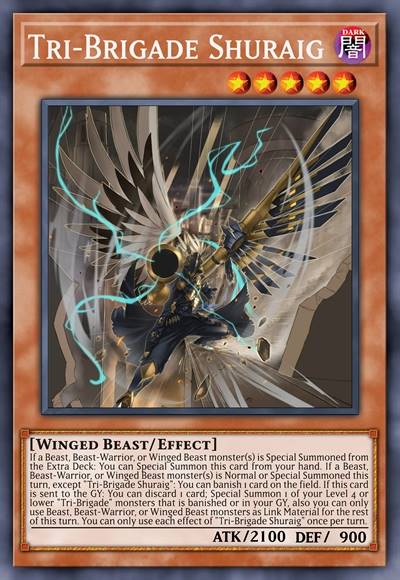 TRI-BRIGADE SHURAIG
DARK
闇
[WINGED BEAST/EFFECT]
If a Beast, Beast-Warrior, or Winged Beast monster(s) is Special Summoned from
the Extra Deck: You can Special Summon this card from your hand. If a Beast,
Beast-Warrior, or Winged Beast monster is Normal or Special Summoned this
turn, except "Tri-Brigade Shuraig": You can banish 1 card on the field. If this card
is sent to the GY: You can discard 1 card; Special Summon 1 of your Level 4 or
lower "Tri-Brigade" monsters that is banished or in your GY, also you can only
use Beast, Beast-Warrior, or Winged Beast monsters as Link Material for the rest
of this turn. You can only use each effect of "Tri-Brigade Shuraig" once per turn.
ATK/2100 DEF/ 900